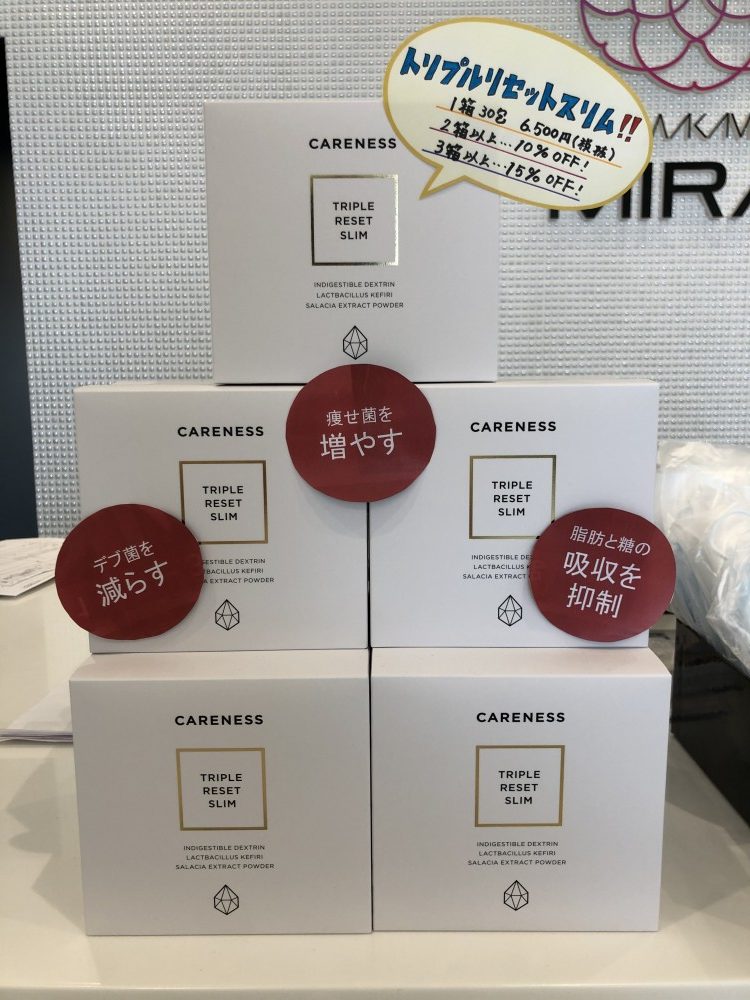 トリプルリセットスリム!!
1箱30包 6.500円(税抜)
2箱以上…10%OFF!
3箱以上…15%OFF!
CARENESS
TRIPLE
RESET
SLIM
INDIGESTIBLE DEXTRIN
LACTBACILLUS KEFIRI
SALACIA EXTRACT POWDER
痩せ菌を
増やす
CARENESS
TRIPLE
RESET
SLIM
DEXTRIN
KEFIRI
EXTRACT POWDER
デブ菌を
減らす
CARENESS
TRIPLE
RESET
SLIM
INDIGESTIBLE
LACTBACILLUS KEFIRI
SALACIA EXTRACT
脂肪と糖の
吸収を
抑制
CARENESS
TRIPLE
RESET
SLIM
INDIGESTIBLE DEXTRIN
LACTBACILLUS KEFIRI
SALACIA EXTRACT POWDER
CARENESS
TRIPLE
RESET
SLIM
INDIGESTIBLE DEXTRIN
LACTBACILLUS KEFIRI
SALACIA EXTRACT POWDER